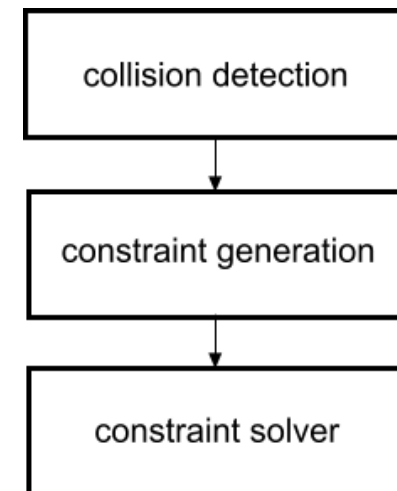 collision detection
constraint generation
constraint solver